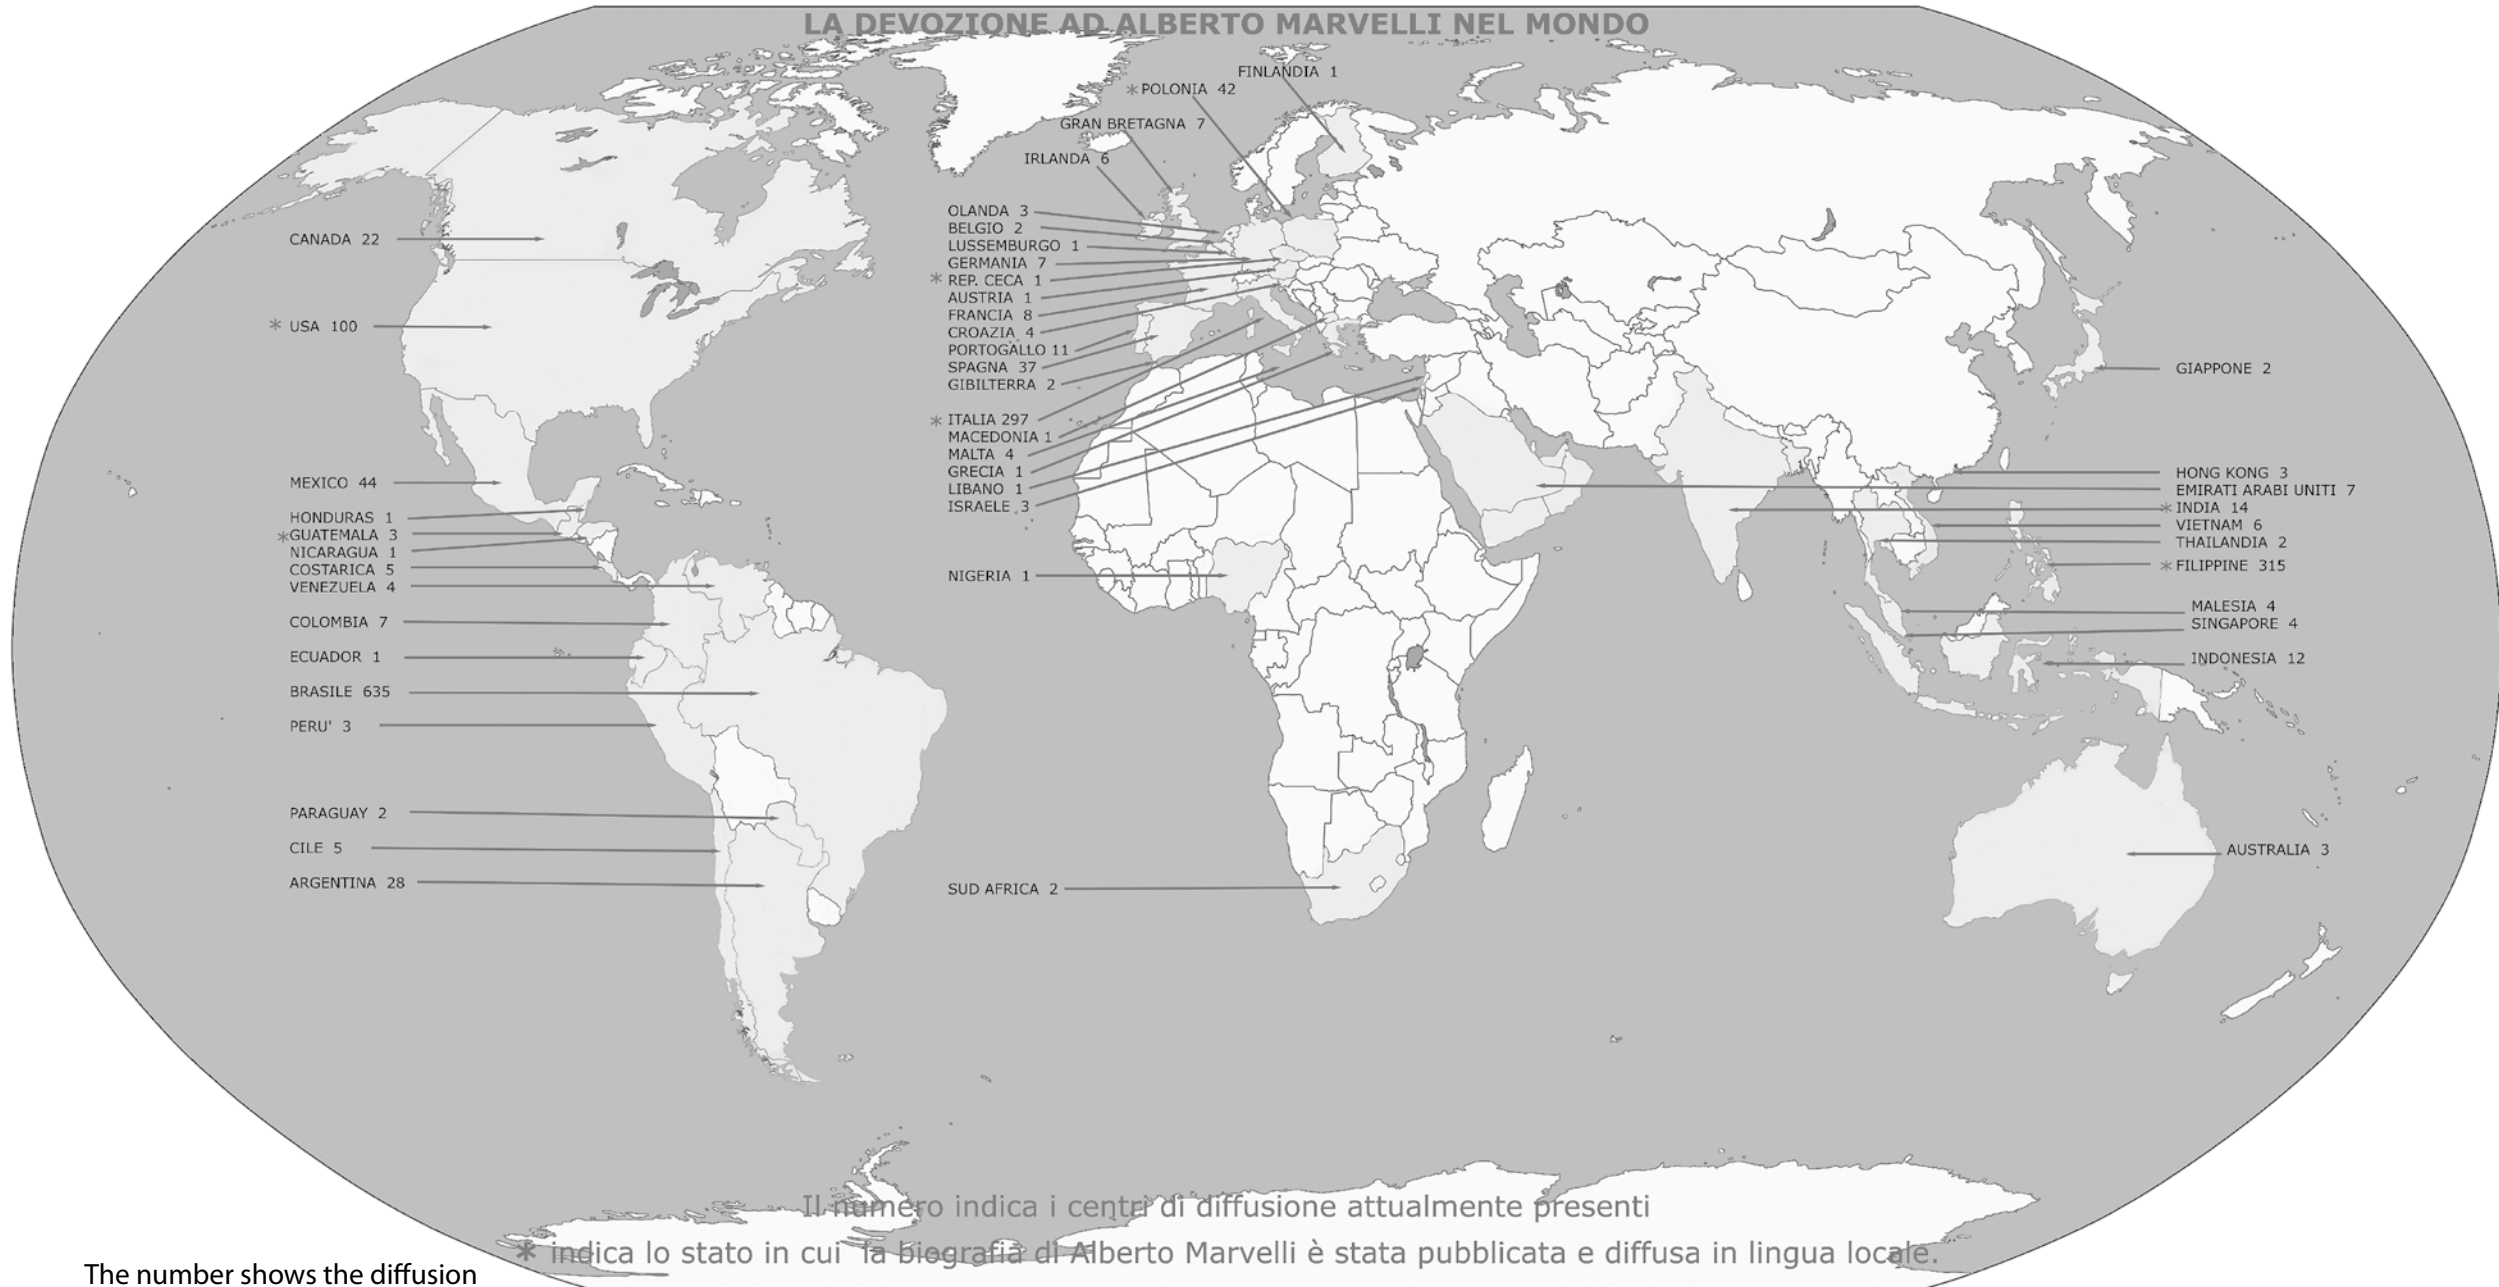 LA DEVOZIONE AD ALBERTO MARVELLI NEL MONDO
FINLANDIA 1
* POLONIA 42
GRAN BRETAGNA 7
IRLANDA 6
OLANDA 3
BELGIO 2
LUSSEMBURGO 1
GERMANIA 7
* REP. CECA 1
AUSTRIA 1
FRANCIA 8
CROAZIA 4
PORTOGALLO 11
SPAGNA 37
GIBILTERRA 2
* ITALIA 297
MACEDONIA 1
MALTA 4
GRECIA 1
LIBANO 1
ISRAELE 3
NIGERIA 1
SUD AFRICA 2
CANADA 22
* USA 100
MEXICO 44
HONDURAS 1
* GUATEMALA 3
NICARAGUA 1
COSTARICA 5
VENEZUELA 4
COLOMBIA 7
ECUADOR 1
BRASILE 635
PERU' 3
PARAGUAY 2
CILE 5
ARGENTINA 28
GIAPPONE 2
HONG KONG 3
EMIRATI ARABI UNITI 7
* INDIA 14
VIETNAM 6
THAILANDIA 2
* FILIPPINE 315
MALESIA 4
SINGAPORE 4
INDONESIA 12
AUSTRALIA 3
Il numero indica i centri di diffusione attualmente presenti
* indica lo stato in cui la biografia di Alberto Marvelli è stata pubblicata e diffusa in lingua locale.
The number shows the diffusion